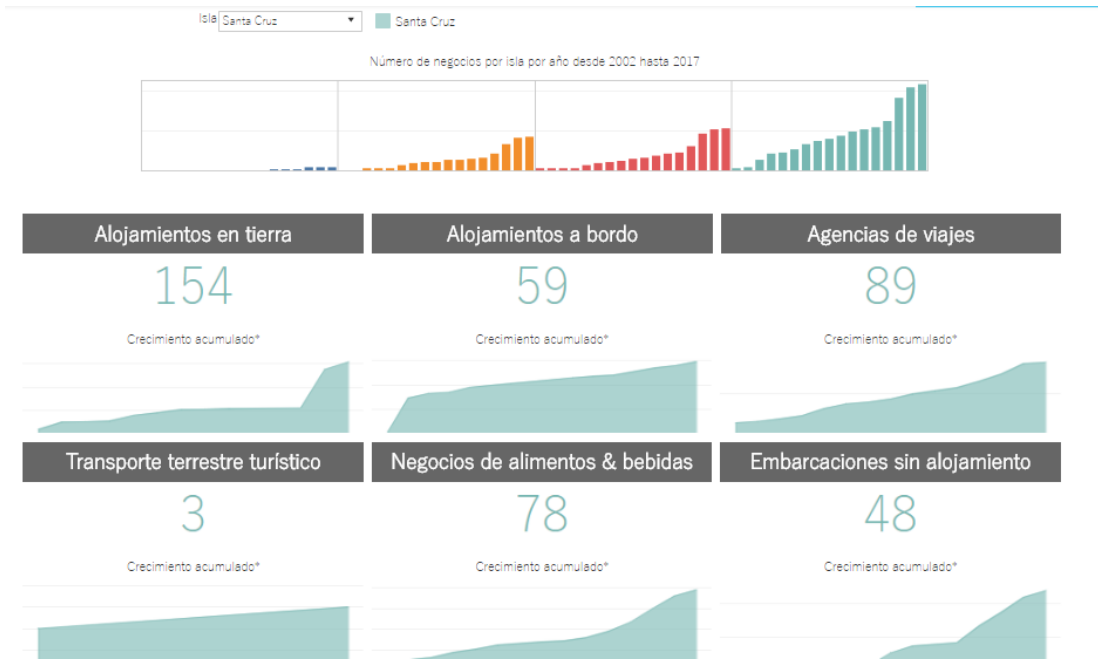 Isla Santa Cruz Santa Cruz
Número de negocios por isla por año desde 2002 hasta 2017
Alojamientos en tierra
154
Crecimiento acumulado*
Alojamientos a bordo
59
Crecimiento acumulado*
Agencias de viajes
89
Crecimiento acumulado*
Transporte terrestre turístico
3
Crecimiento acumulado*
Negocios de alimentos & bebidas
78
Crecimiento acumulado*
Embarcaciones sin alojamiento
48
Crecimiento acumulado*